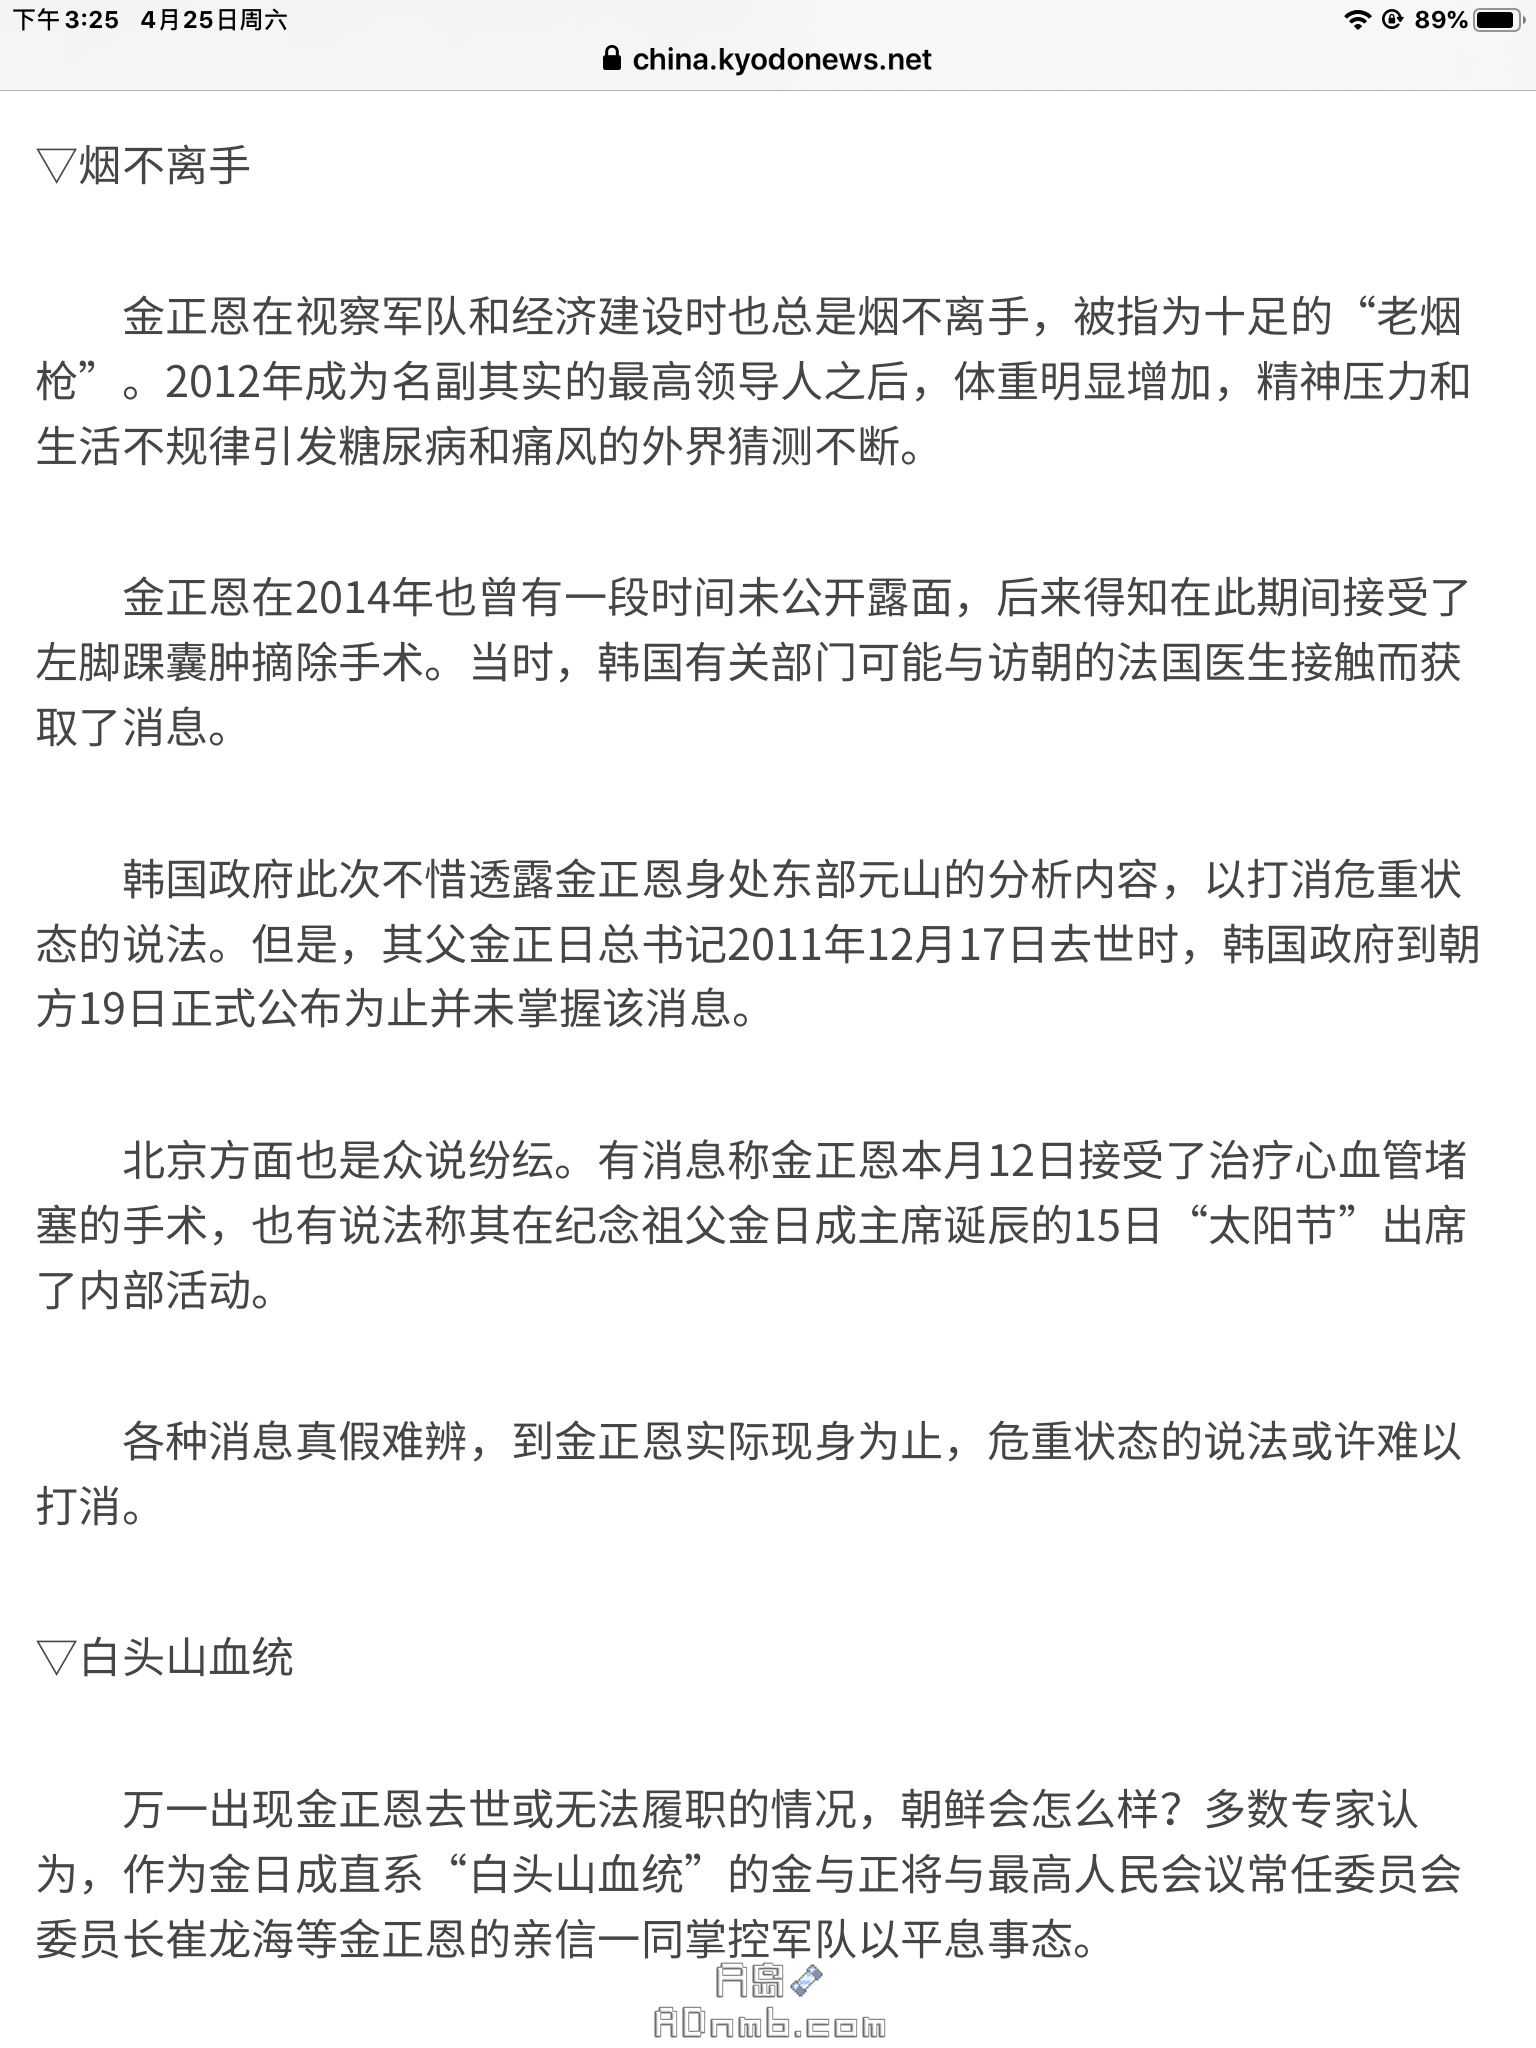 下午3:25 4月25日周六 89%
china.kyodonews.net
▽烟不离手
金正恩在视察军队和经济建设时也总是烟不离手，被指为十足的“老烟
枪”。2012年成为名副其实的最高领导人之后，体重明显增加，精神压力和
生活不规律引发糖尿病和痛风的外界猜测不断。
金正恩在2014年也曾有一段时间未公开露面，后来得知在此期间接受了
左脚踝囊肿摘除手术。当时，韩国有关部门可能与访朝的法国医生接触而获
取了消息。
韩国政府此次不惜透露金正恩身处东部元山的分析内容，以打消危重状
态的说法。但是，其父金正日总书记2011年12月17日去世时，韩国政府到朝
方19日正式公布为止并未掌握该消息。
北京方面也是众说纷纭。有消息称金正恩本月12日接受了治疗心血管堵
塞的手术，也有说法称其在纪念祖父金日成主席诞辰的15日“太阳节”出席
了内部活动。
各种消息真假难辨，到金正恩实际现身为止，危重状态的说法或许难以
打消。
▽白头山血统
万一出现金正恩去世或无法履职的情况，朝鲜会怎么样？多数专家认
为，作为金日成直系“白头山血统”的金与正将与最高人民会议常任委员会
委员长崔龙海等金正恩的亲信一同掌控军队以平息事态。
A岛
ADnmb.com